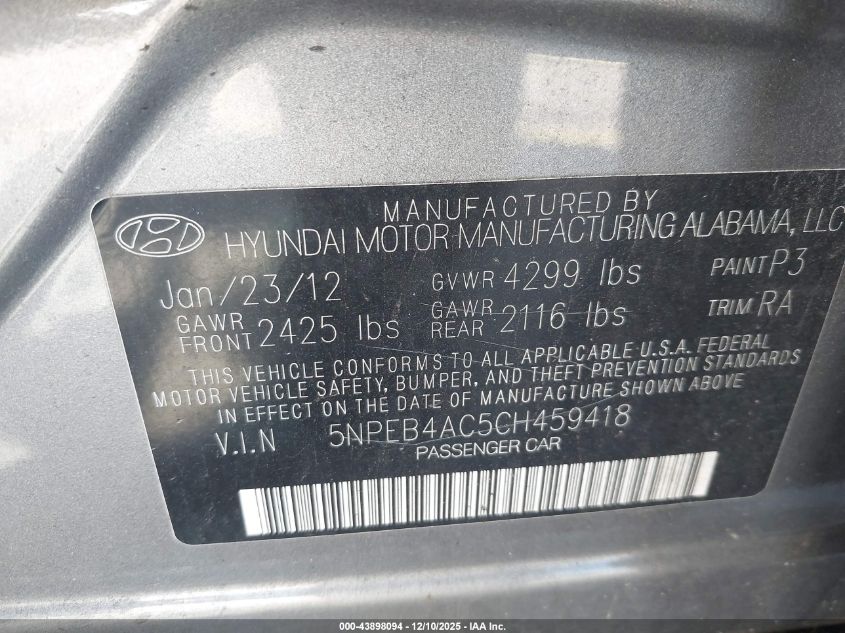 MANUFACTURED BY
HYUNDAI MOTOR MANUFACTURING ALABAMA, LLC
Jan/23/12 GVWR 4299 lbs PAINT P3
GAWR FRONT 2425 lbs GAWR REAR 2116 lbs TRIM RA
THIS VEHICLE CONFORMS TO ALL APPLICABLE U.S.A. FEDERAL
MOTOR VEHICLE SAFETY, BUMPER, AND THEFT PREVENTION STANDARDS
IN EFFECT ON THE DATE OF MANUFACTURE SHOWN ABOVE
V.I.N 5NPEB4AC5CH459418
PASSENGER CAR
000-43898094 — 12/10/2025 — IAA Inc.